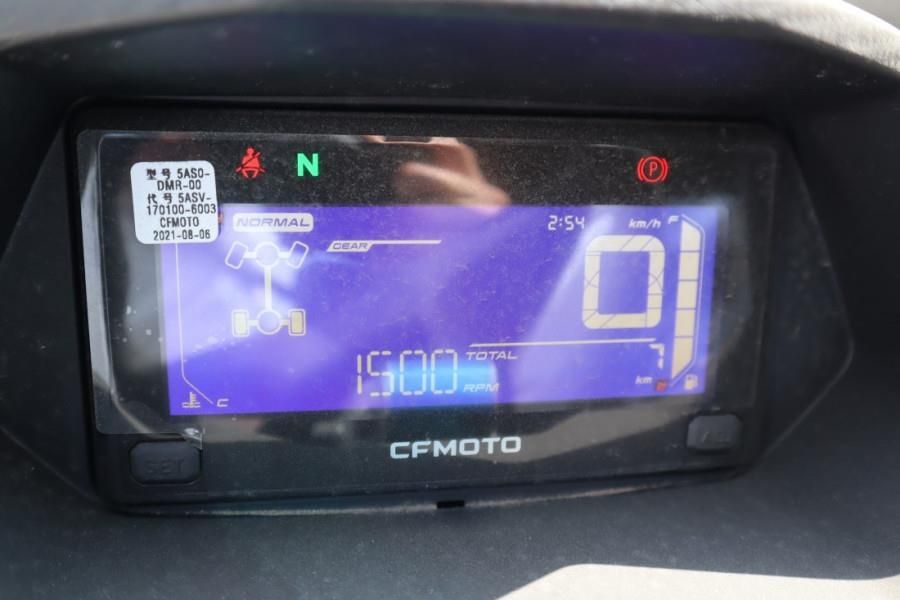 型 号 5AS0-
DMR-00
代 号 5ASV-
170100-6003
CFMOTO
2021-08-06
N
P
NORMAL
2:54
km/h
F
GEAR
0
TOTAL
1500
RPM
km
C
CFMOTO
SET